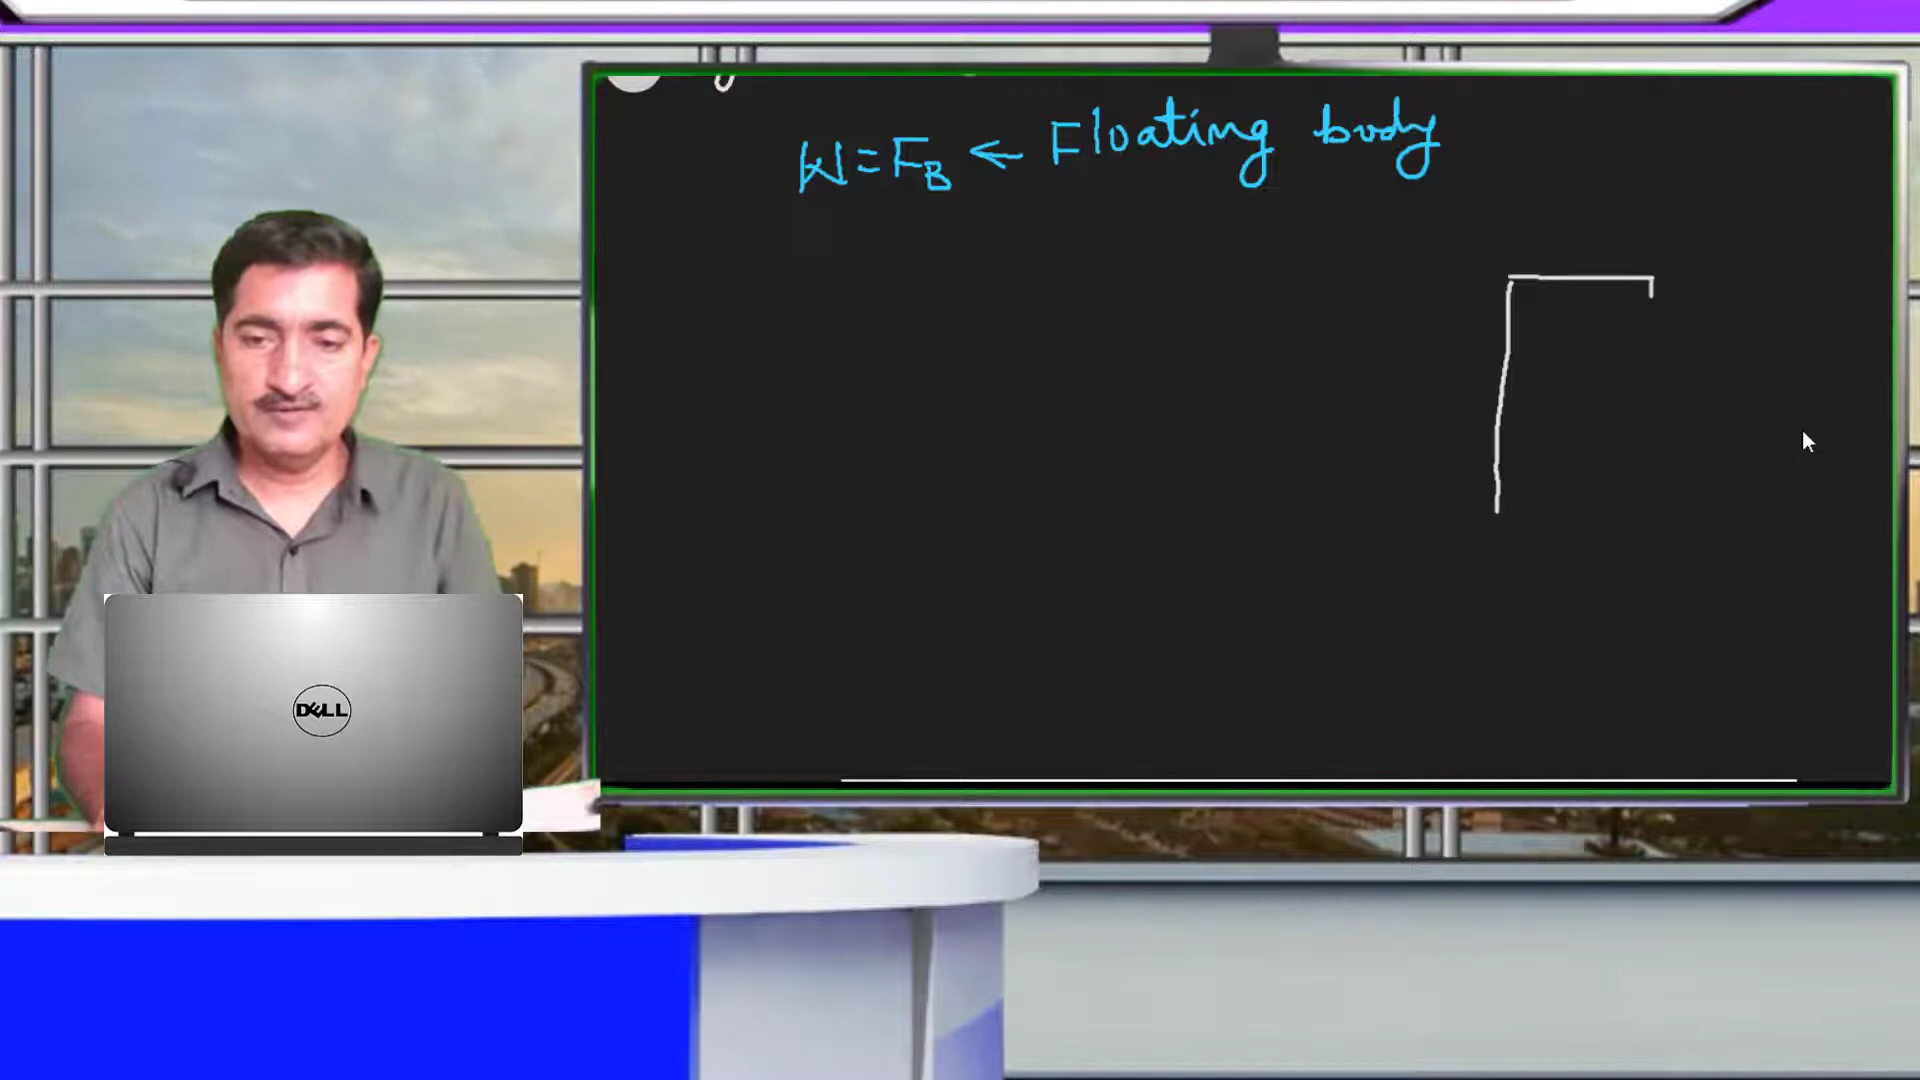 W = F_B ← Floating body
DELL